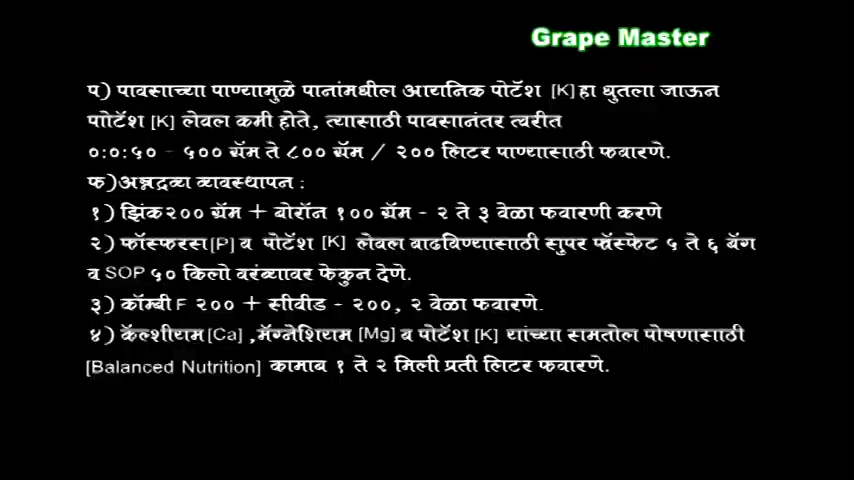 Grape Master
प) पावसाच्या पाण्यामुळे पानांमधील आयनिक पोटॅश [K] हा धुतला जाऊन
पाोटॅश [K] लेवल कमी होते, त्यासाठी पावसानंतर त्वरीत
०:०:५० - ५०० ग्रॅम ते ८०० ग्रॅम / २०० लिटर पाण्यासाठी फवारणे.
फ)अन्नद्रव्य व्यावस्थापन :
१) झिंक२०० ग्रॅम + बोरॉन १०० ग्रॅम - २ ते ३ वेळा फवारणी करणे
२) फॉस्फरस[P] व पोटॅश [K] लेवल बाढविण्यासाठी सुपर फॉस्फेट ५ ते ६ बॅग
व SOP ५० किलो वरंब्यावर फेकुन देणे.
३) कॉम्बी F २०० + सीवीड - २००, २ वेळा फवारणे.
४) कॅल्शीयम[Ca] ,मॅग्नेशियम [Mg] व पोटॅश [K] यांच्या समतोल पोषणासाठी
[Balanced Nutrition] कामाब १ ते २ मिली प्रती लिटर फवारणे.